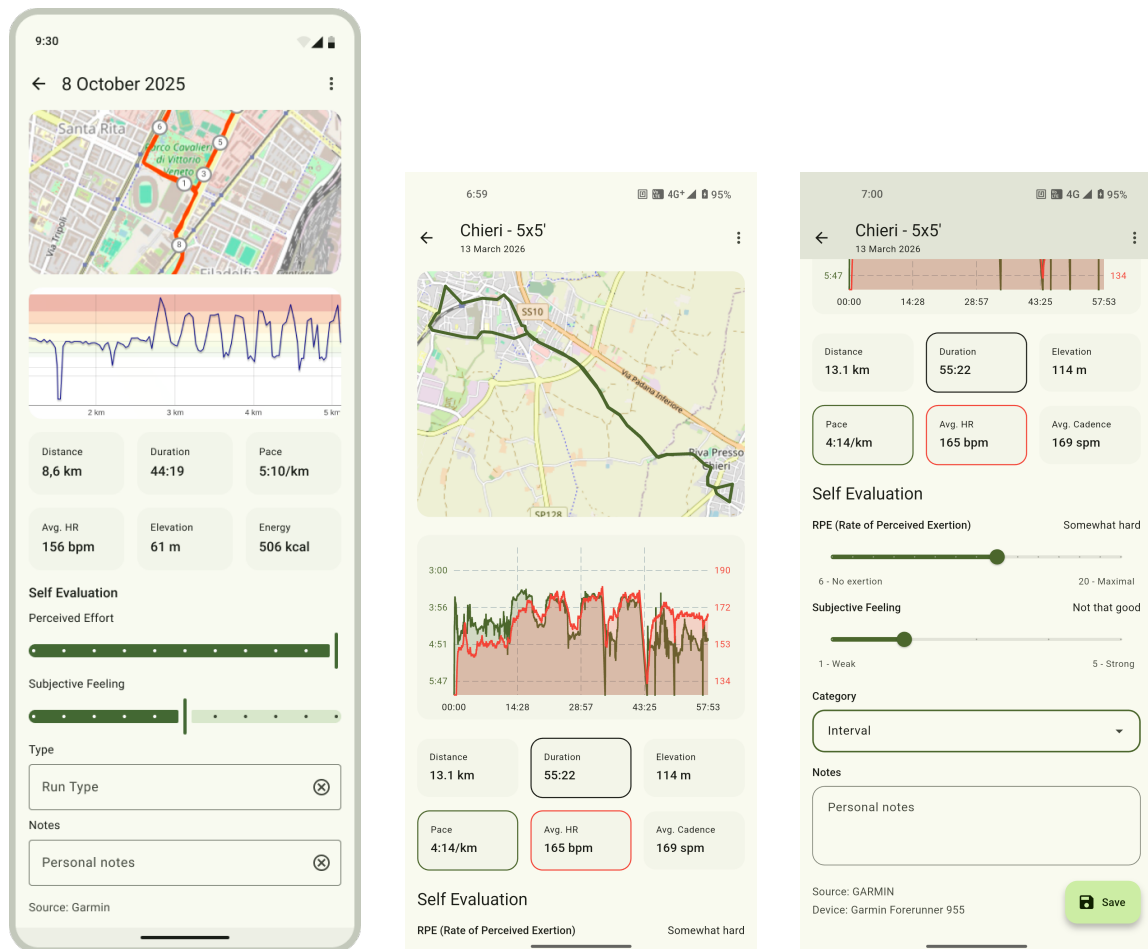 9:30
8 October 2025
Santa Rita
6
5
Parco Cavalieri
di Vittorio
Veneto
3
1
Via Tripoli
8
Filadelfia
2 km
3 km
4 km
5 km
Distance
8,6 km
Duration
44:19
Pace
5:10/km
Avg. HR
156 bpm
Elevation
61 m
Energy
506 kcal
Self Evaluation
Perceived Effort
Subjective Feeling
Type
Run Type
Notes
Personal notes
Source: Garmin
6:59
4G+ 95%
Chieri - 5x5'
13 March 2026
SS10
Via Padana Inferiore
Riva Presso
Chieri
SP128
3:00
3:56
4:51
5:47
190
172
153
134
00:00 14:28 28:57 43:25 57:53
Distance
13.1 km
Duration
55:22
Elevation
114 m
Pace
4:14/km
Avg. HR
165 bpm
Avg. Cadence
169 spm
Self Evaluation
RPE (Rate of Perceived Exertion) Somewhat hard
7:00
4G 95%
Chieri - 5x5'
13 March 2026
5:47 134
00:00 14:28 28:57 43:25 57:53
Distance
13.1 km
Duration
55:22
Elevation
114 m
Pace
4:14/km
Avg. HR
165 bpm
Avg. Cadence
169 spm
Self Evaluation
RPE (Rate of Perceived Exertion) Somewhat hard
6 - No exertion 20 - Maximal
Subjective Feeling Not that good
1 - Weak 5 - Strong
Category
Interval
Notes
Personal notes
Source: GARMIN
Device: Garmin Forerunner 955
Save